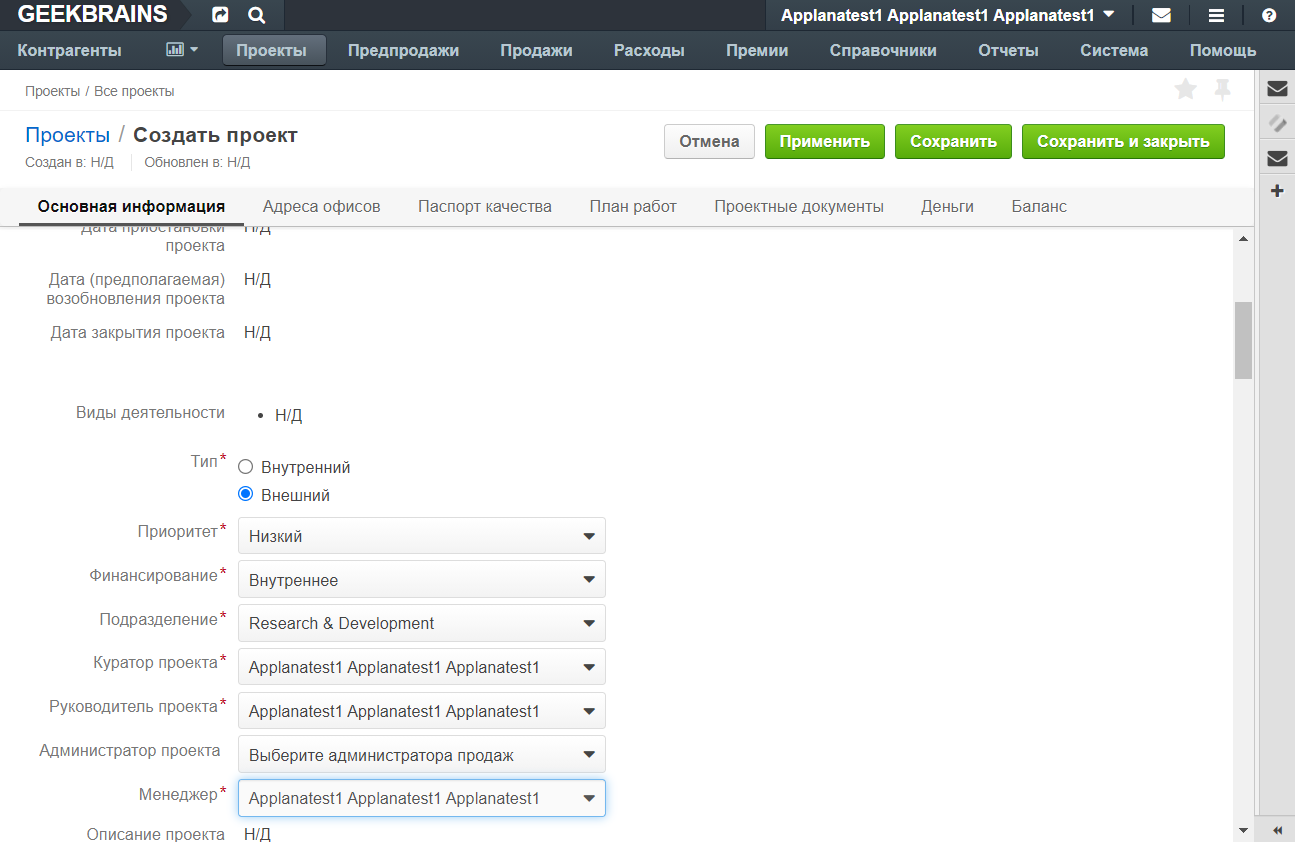 GEEKBRAINS
Applanatest1 Applanatest1 Applanatest1
Контрагенты Проекты Предпродажи Продажи Расходы Премии Справочники Отчеты Система Помощь
Проекты / Все проекты
Проекты / Создать проект
Отмена Применить Сохранить Сохранить и закрыть
Создан в: Н/Д Обновлен в: Н/Д
Основная информация Адреса офисов Паспорт качества План работ Проектные документы Деньги Баланс
Дата приостановки Н/Д
проекта
Дата (предполагаемая) Н/Д
возобновления проекта
Дата закрытия проекта Н/Д
Виды деятельности • Н/Д
Тип* Внутренний
Внешний
Приоритет* Низкий
Финансирование* Внутреннее
Подразделение* Research & Development
Куратор проекта* Applanatest1 Applanatest1 Applanatest1
Руководитель проекта* Applanatest1 Applanatest1 Applanatest1
Администратор проекта Выберите администратора продаж
Менеджер* Applanatest1 Applanatest1 Applanatest1
Описание проекта Н/Д